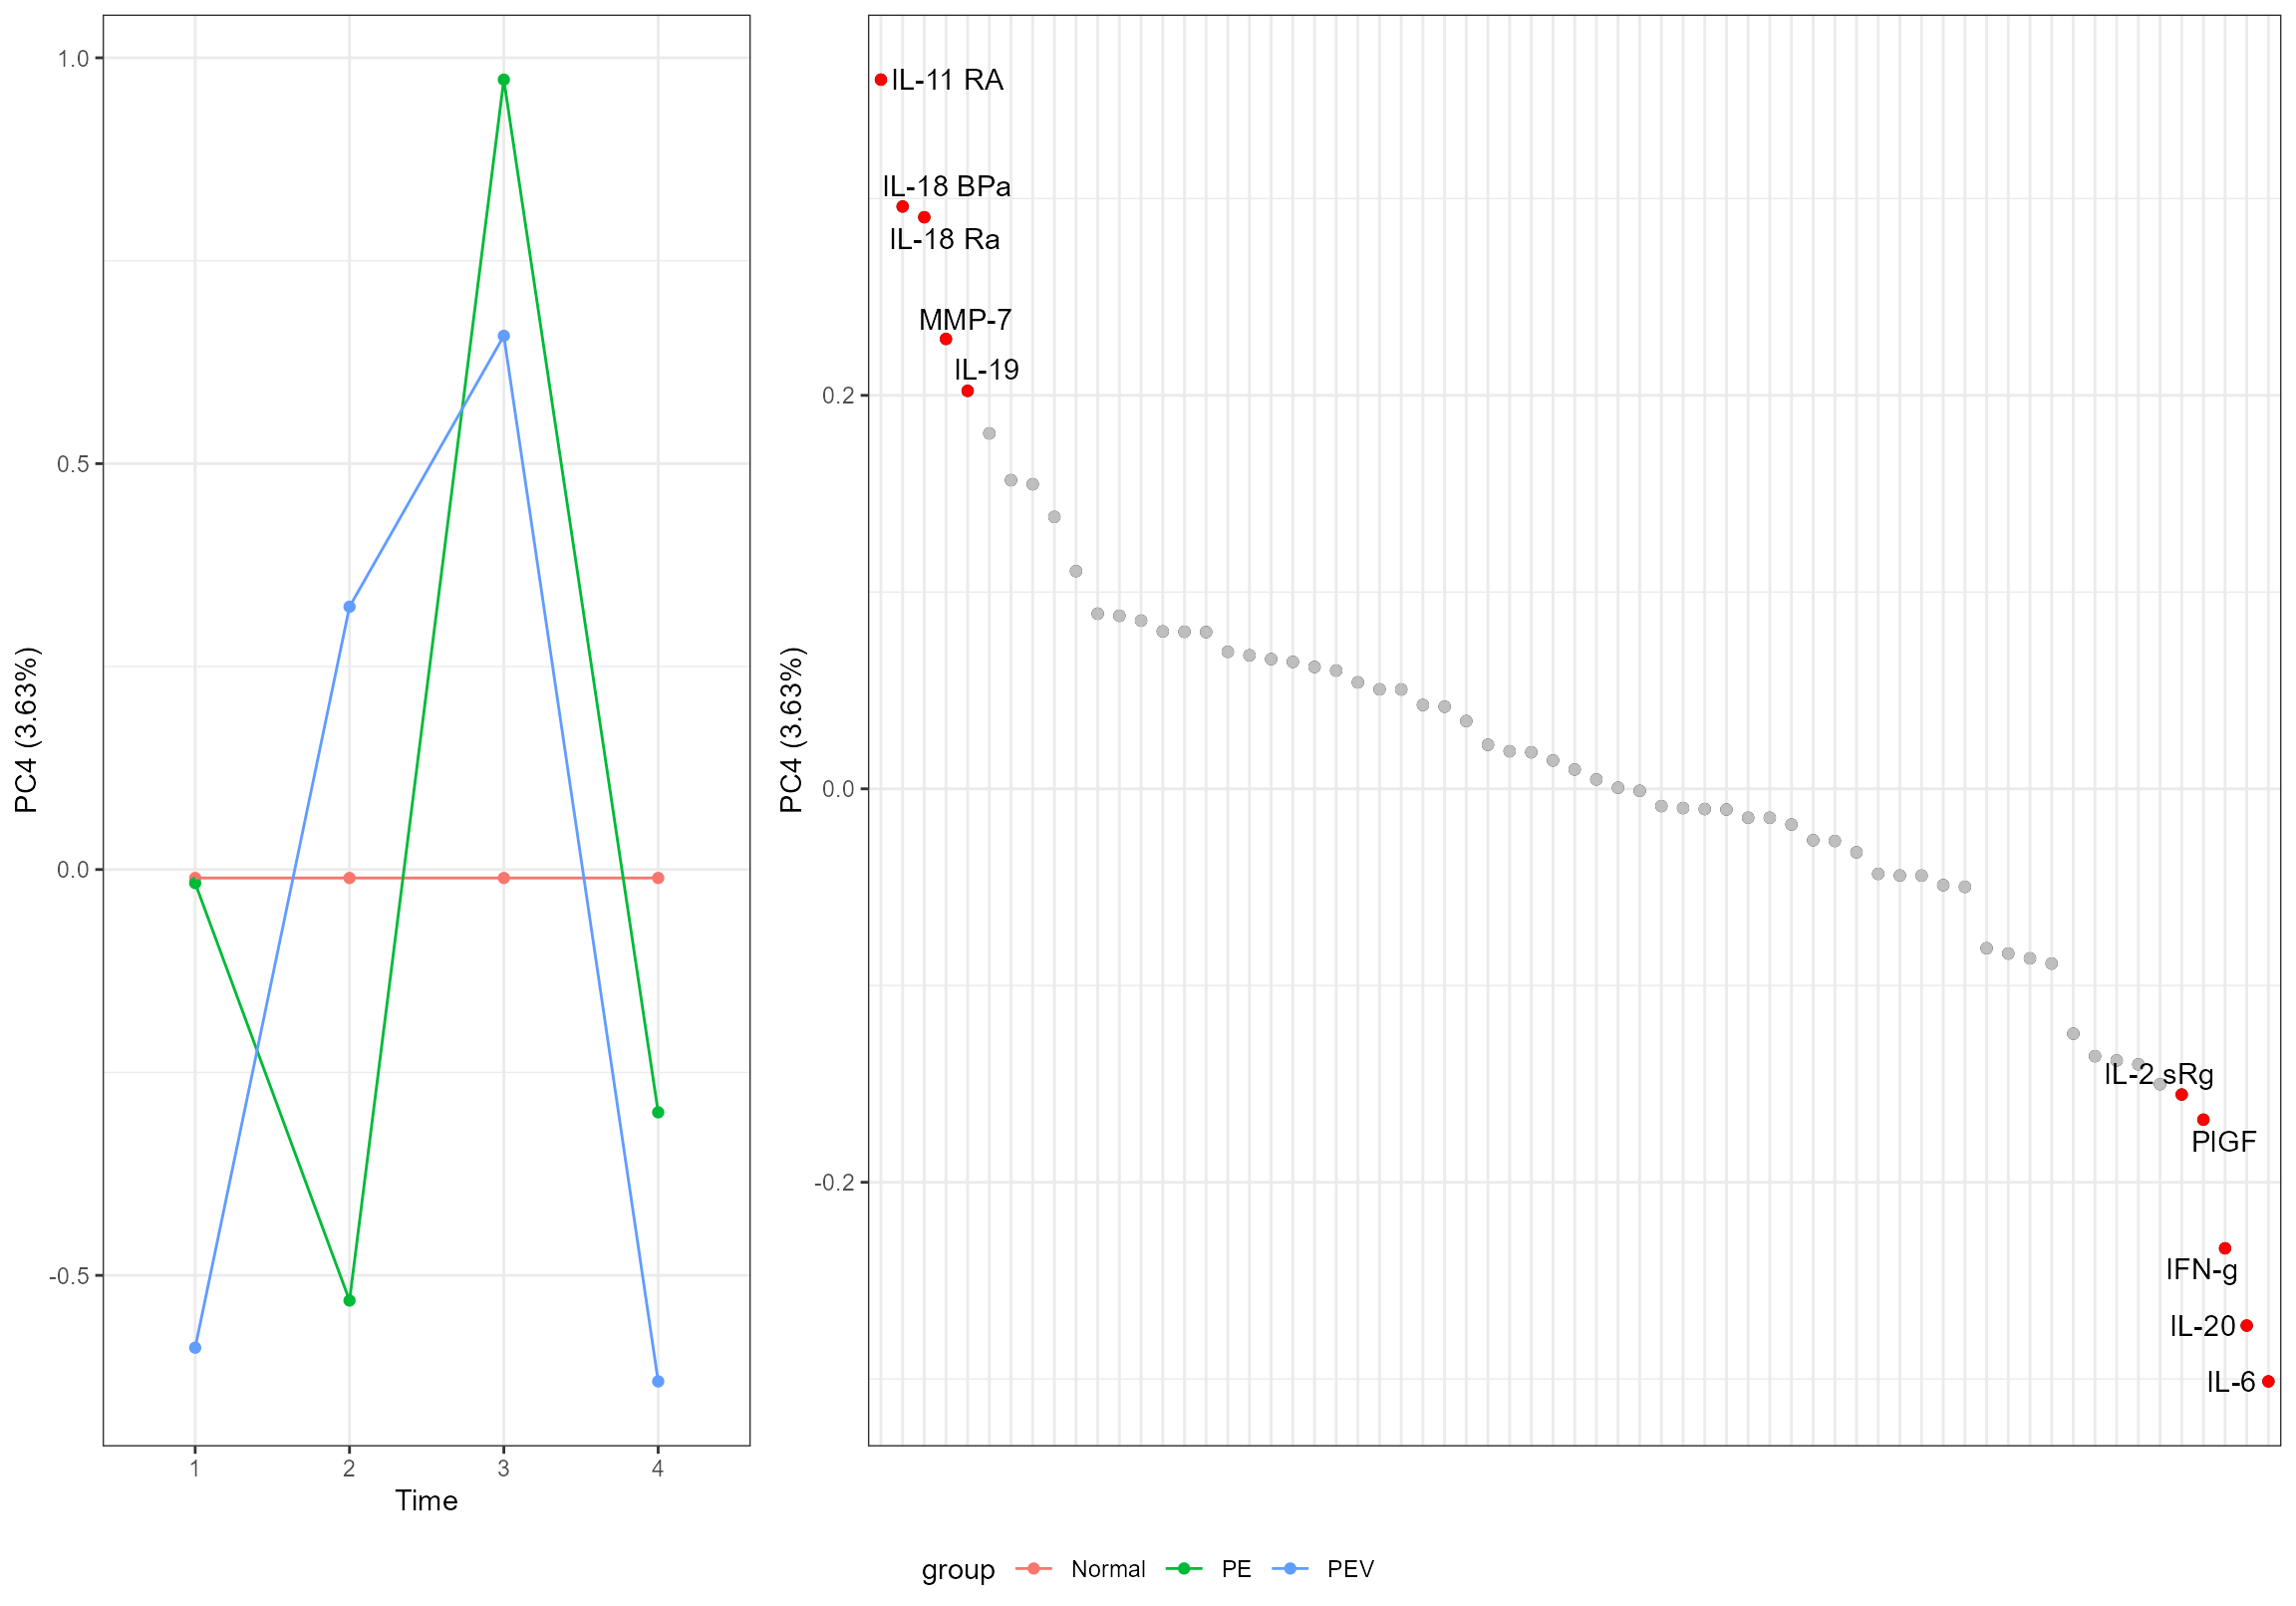 PC4 (3.63%)
1.0
0.5
0.0
-0.5
1
2
3
4
Time
PC4 (3.63%)
0.2
0.0
-0.2
IL-11 RA
IL-18 BPa
IL-18 Ra
MMP-7
IL-19
IL-2 sRg
PIGF
IFN-g
IL-20
IL-6
group Normal PE PEV